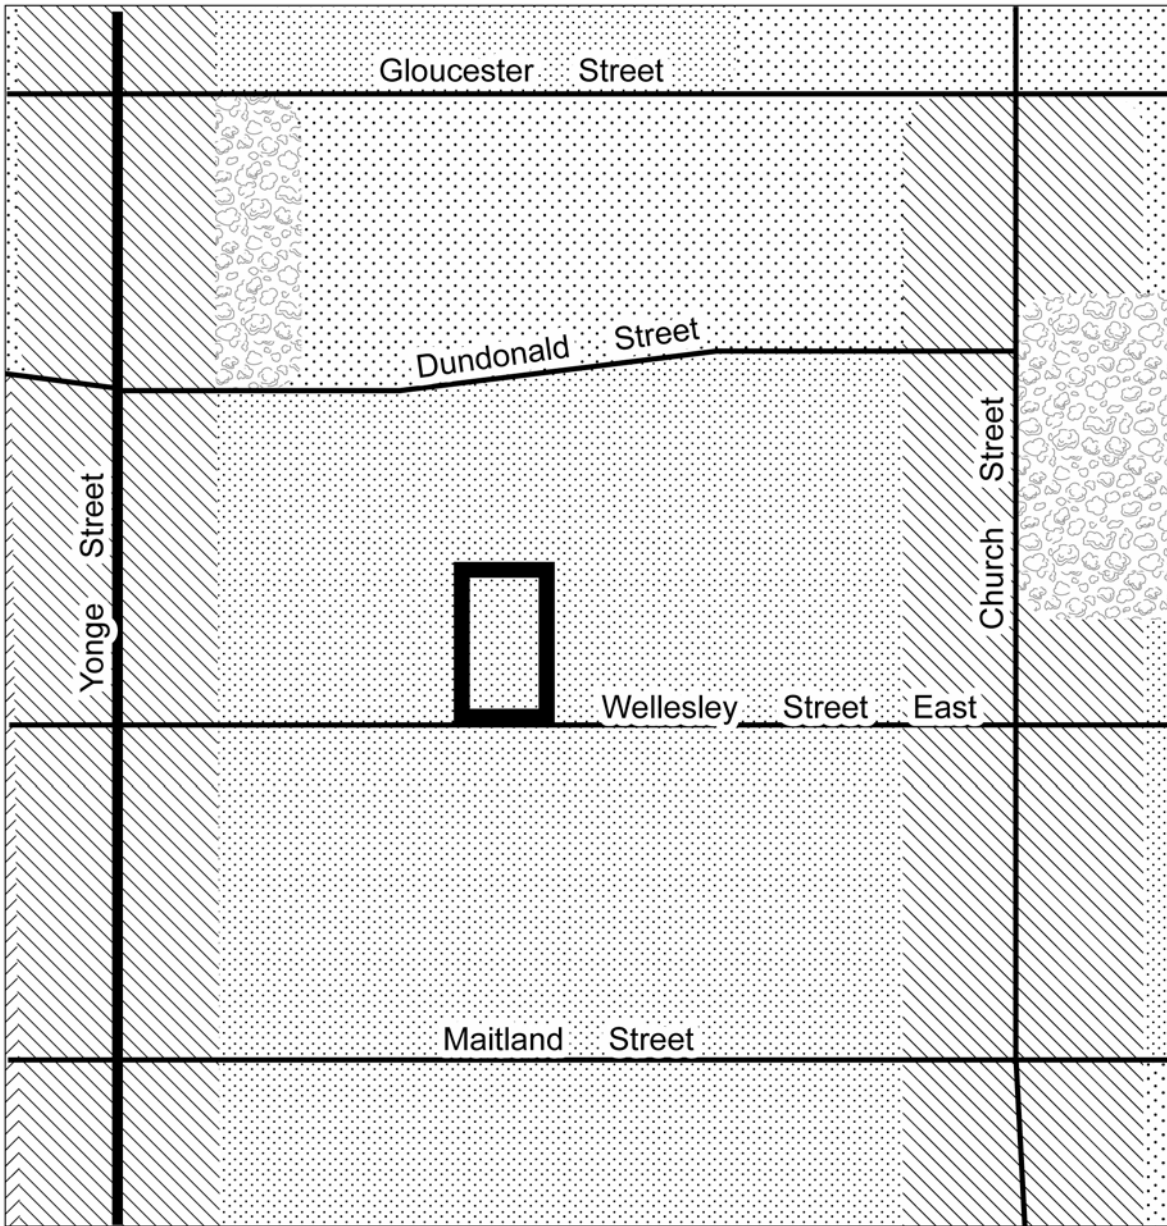 Gloucester Street
Dundonald Street
Yonge Street
Church Street
Wellesley Street East
Maitland Street